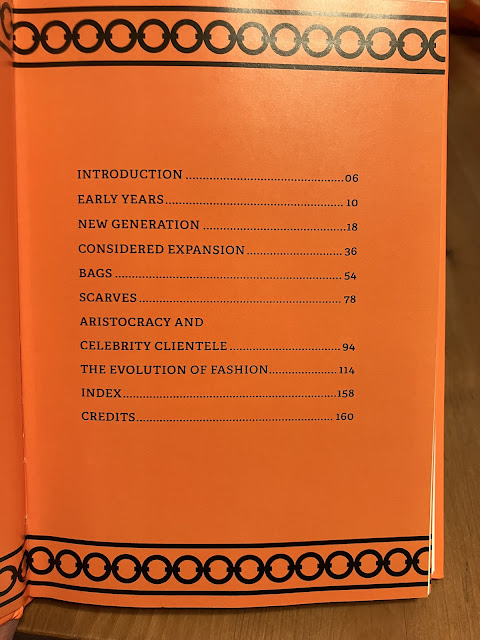 INTRODUCTION ................................................06
EARLY YEARS...................................................... 10
NEW GENERATION ...........................................18
CONSIDERED EXPANSION............................. 36
BAGS .................................................................... 54
SCARVES ............................................................. 78
ARISTOCRACY AND
CELEBRITY CLIENTELE .................................. 94
THE EVOLUTION OF FASHION.................... 114
INDEX.................................................................158
CREDITS............................................................ 160